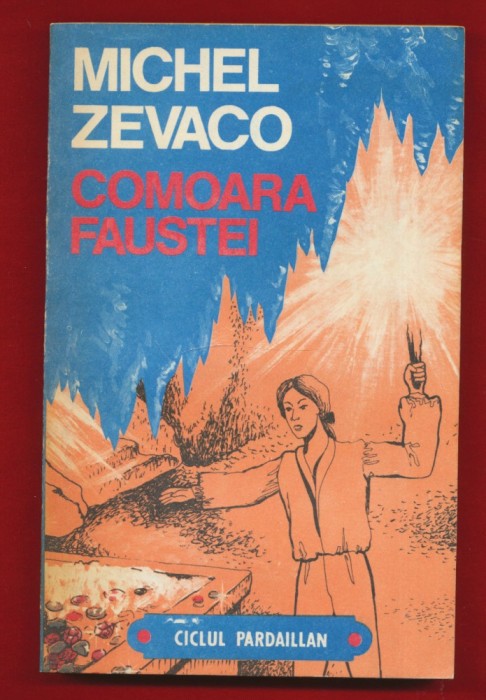 MICHEL
ZEVACO
COMOARA
FAUSTEI
CICLUL PARDAILLAN